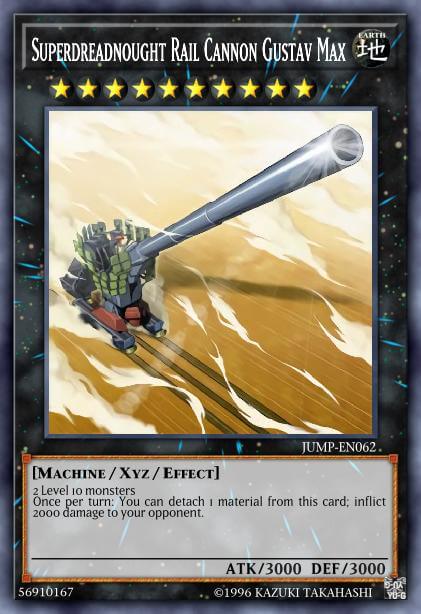 Superdreadnought Rail Cannon Gustav Max
EARTH
地
JUMP-EN062
[Machine / Xyz / Effect]
2 Level 10 monsters
Once per turn: You can detach 1 material from this card; inflict
2000 damage to your opponent.
ATK/3000 DEF/3000
56910167
©1996 KAZUKI TAKAHASHI